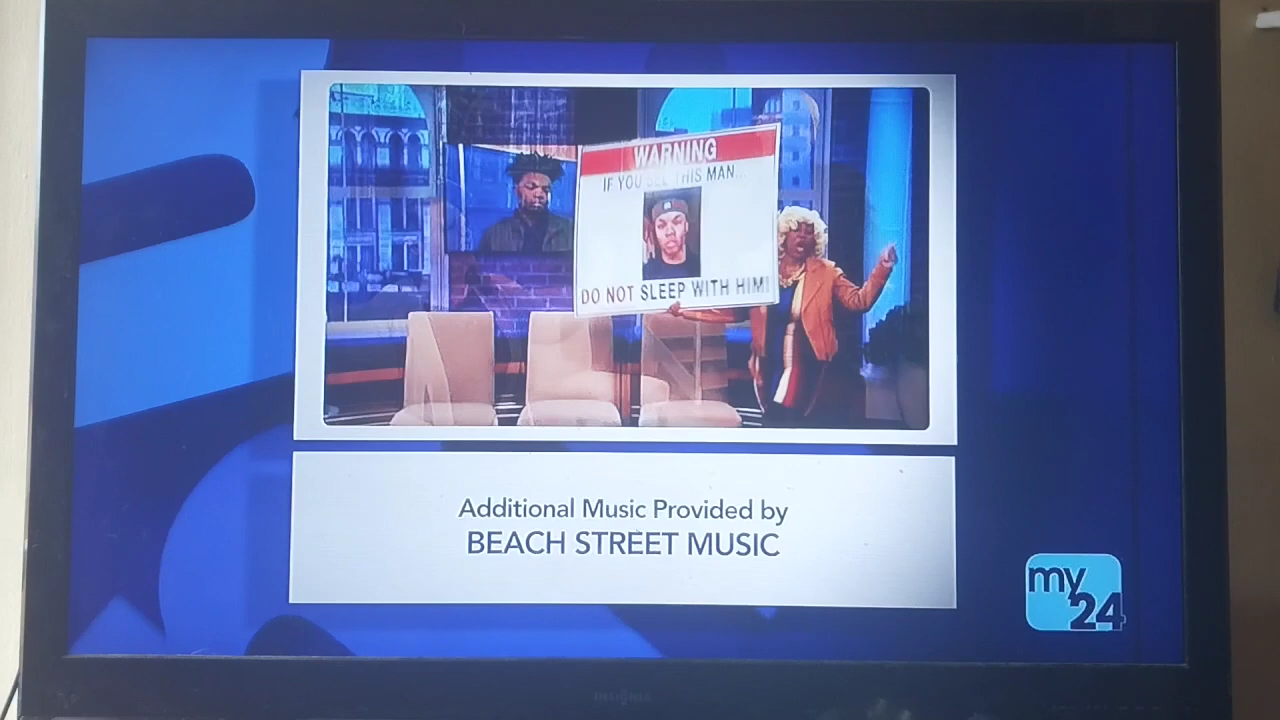 WARNING
IF YOU SEE THIS MAN...
DO NOT SLEEP WITH HIM!
Additional Music Provided by
BEACH STREET MUSIC
my
24
INSIGNIA